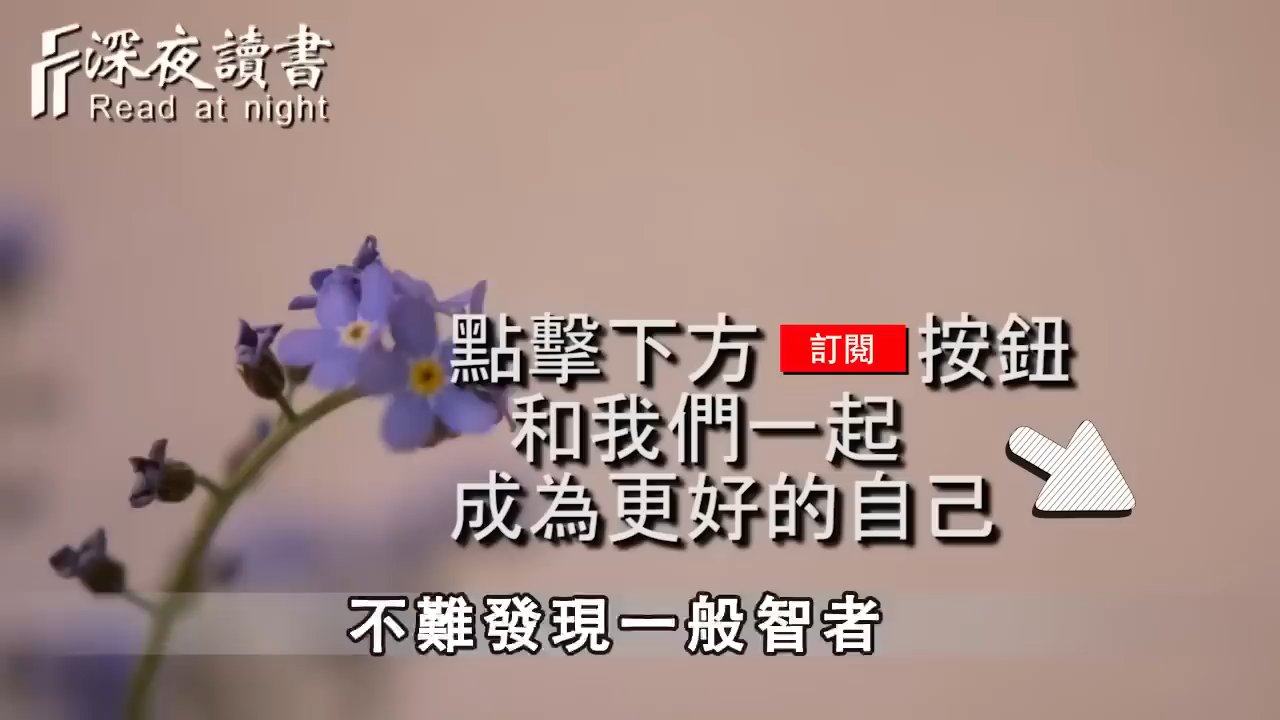 深夜讀書
Read at night
點擊下方 訂閱 按鈕
和我們一起
成為更好的自己
不難發現一般智者